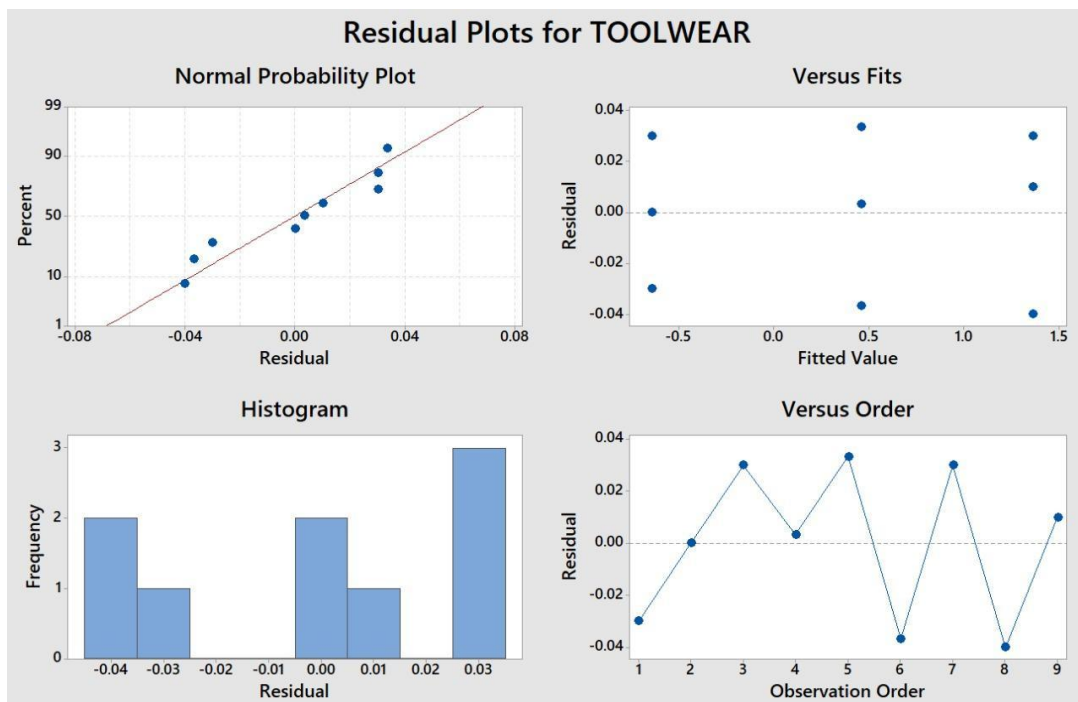 Residual Plots for TOOLWEAR
Normal Probability Plot
99
90
50
10
1
Percent
-0.08 -0.04 0.00 0.04 0.08
Residual
Versus Fits
0.04
0.02
0.00
-0.02
-0.04
Residual
-0.5 0.0 0.5 1.0 1.5
Fitted Value
Histogram
3
2
1
0
Frequency
-0.04 -0.03 -0.02 -0.01 0.00 0.01 0.02 0.03
Residual
Versus Order
0.04
0.02
0.00
-0.02
-0.04
Residual
1 2 3 4 5 6 7 8 9
Observation Order